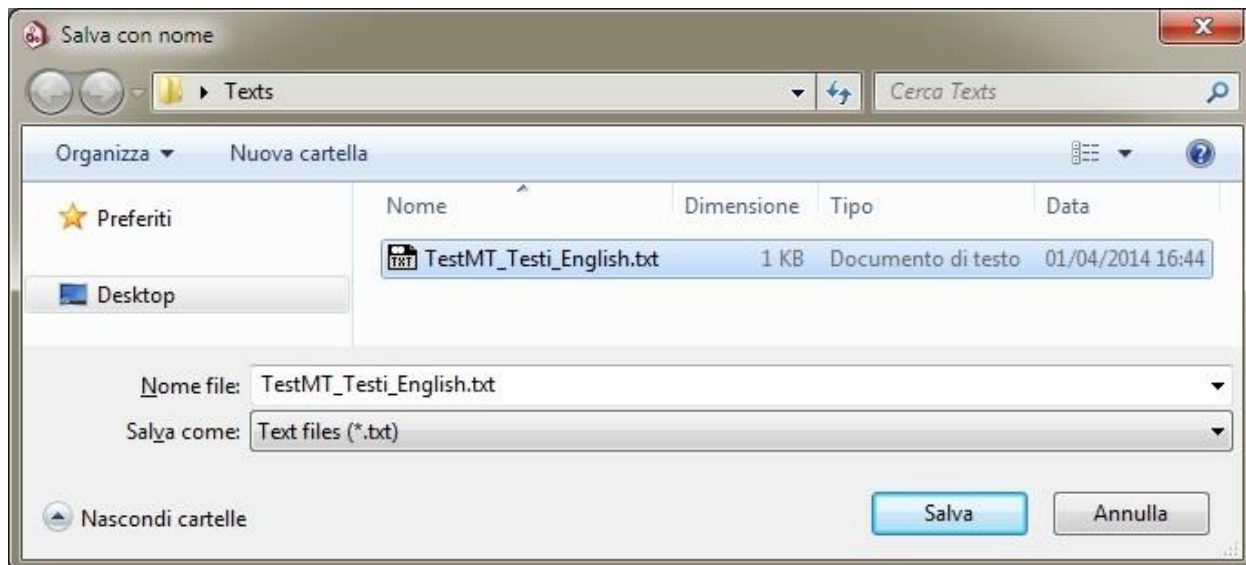 Salva con nome
Texts
Cerca Texts
Organizza
Nuova cartella
Preferiti
Desktop
Nome Dimensione Tipo Data
TXT TestMT_Testi_English.txt 1 KB Documento di testo 01/04/2014 16:44
Nome file: TestMT_Testi_English.txt
Salva come: Text files (*.txt)
Nascondi cartelle
Salva
Annulla